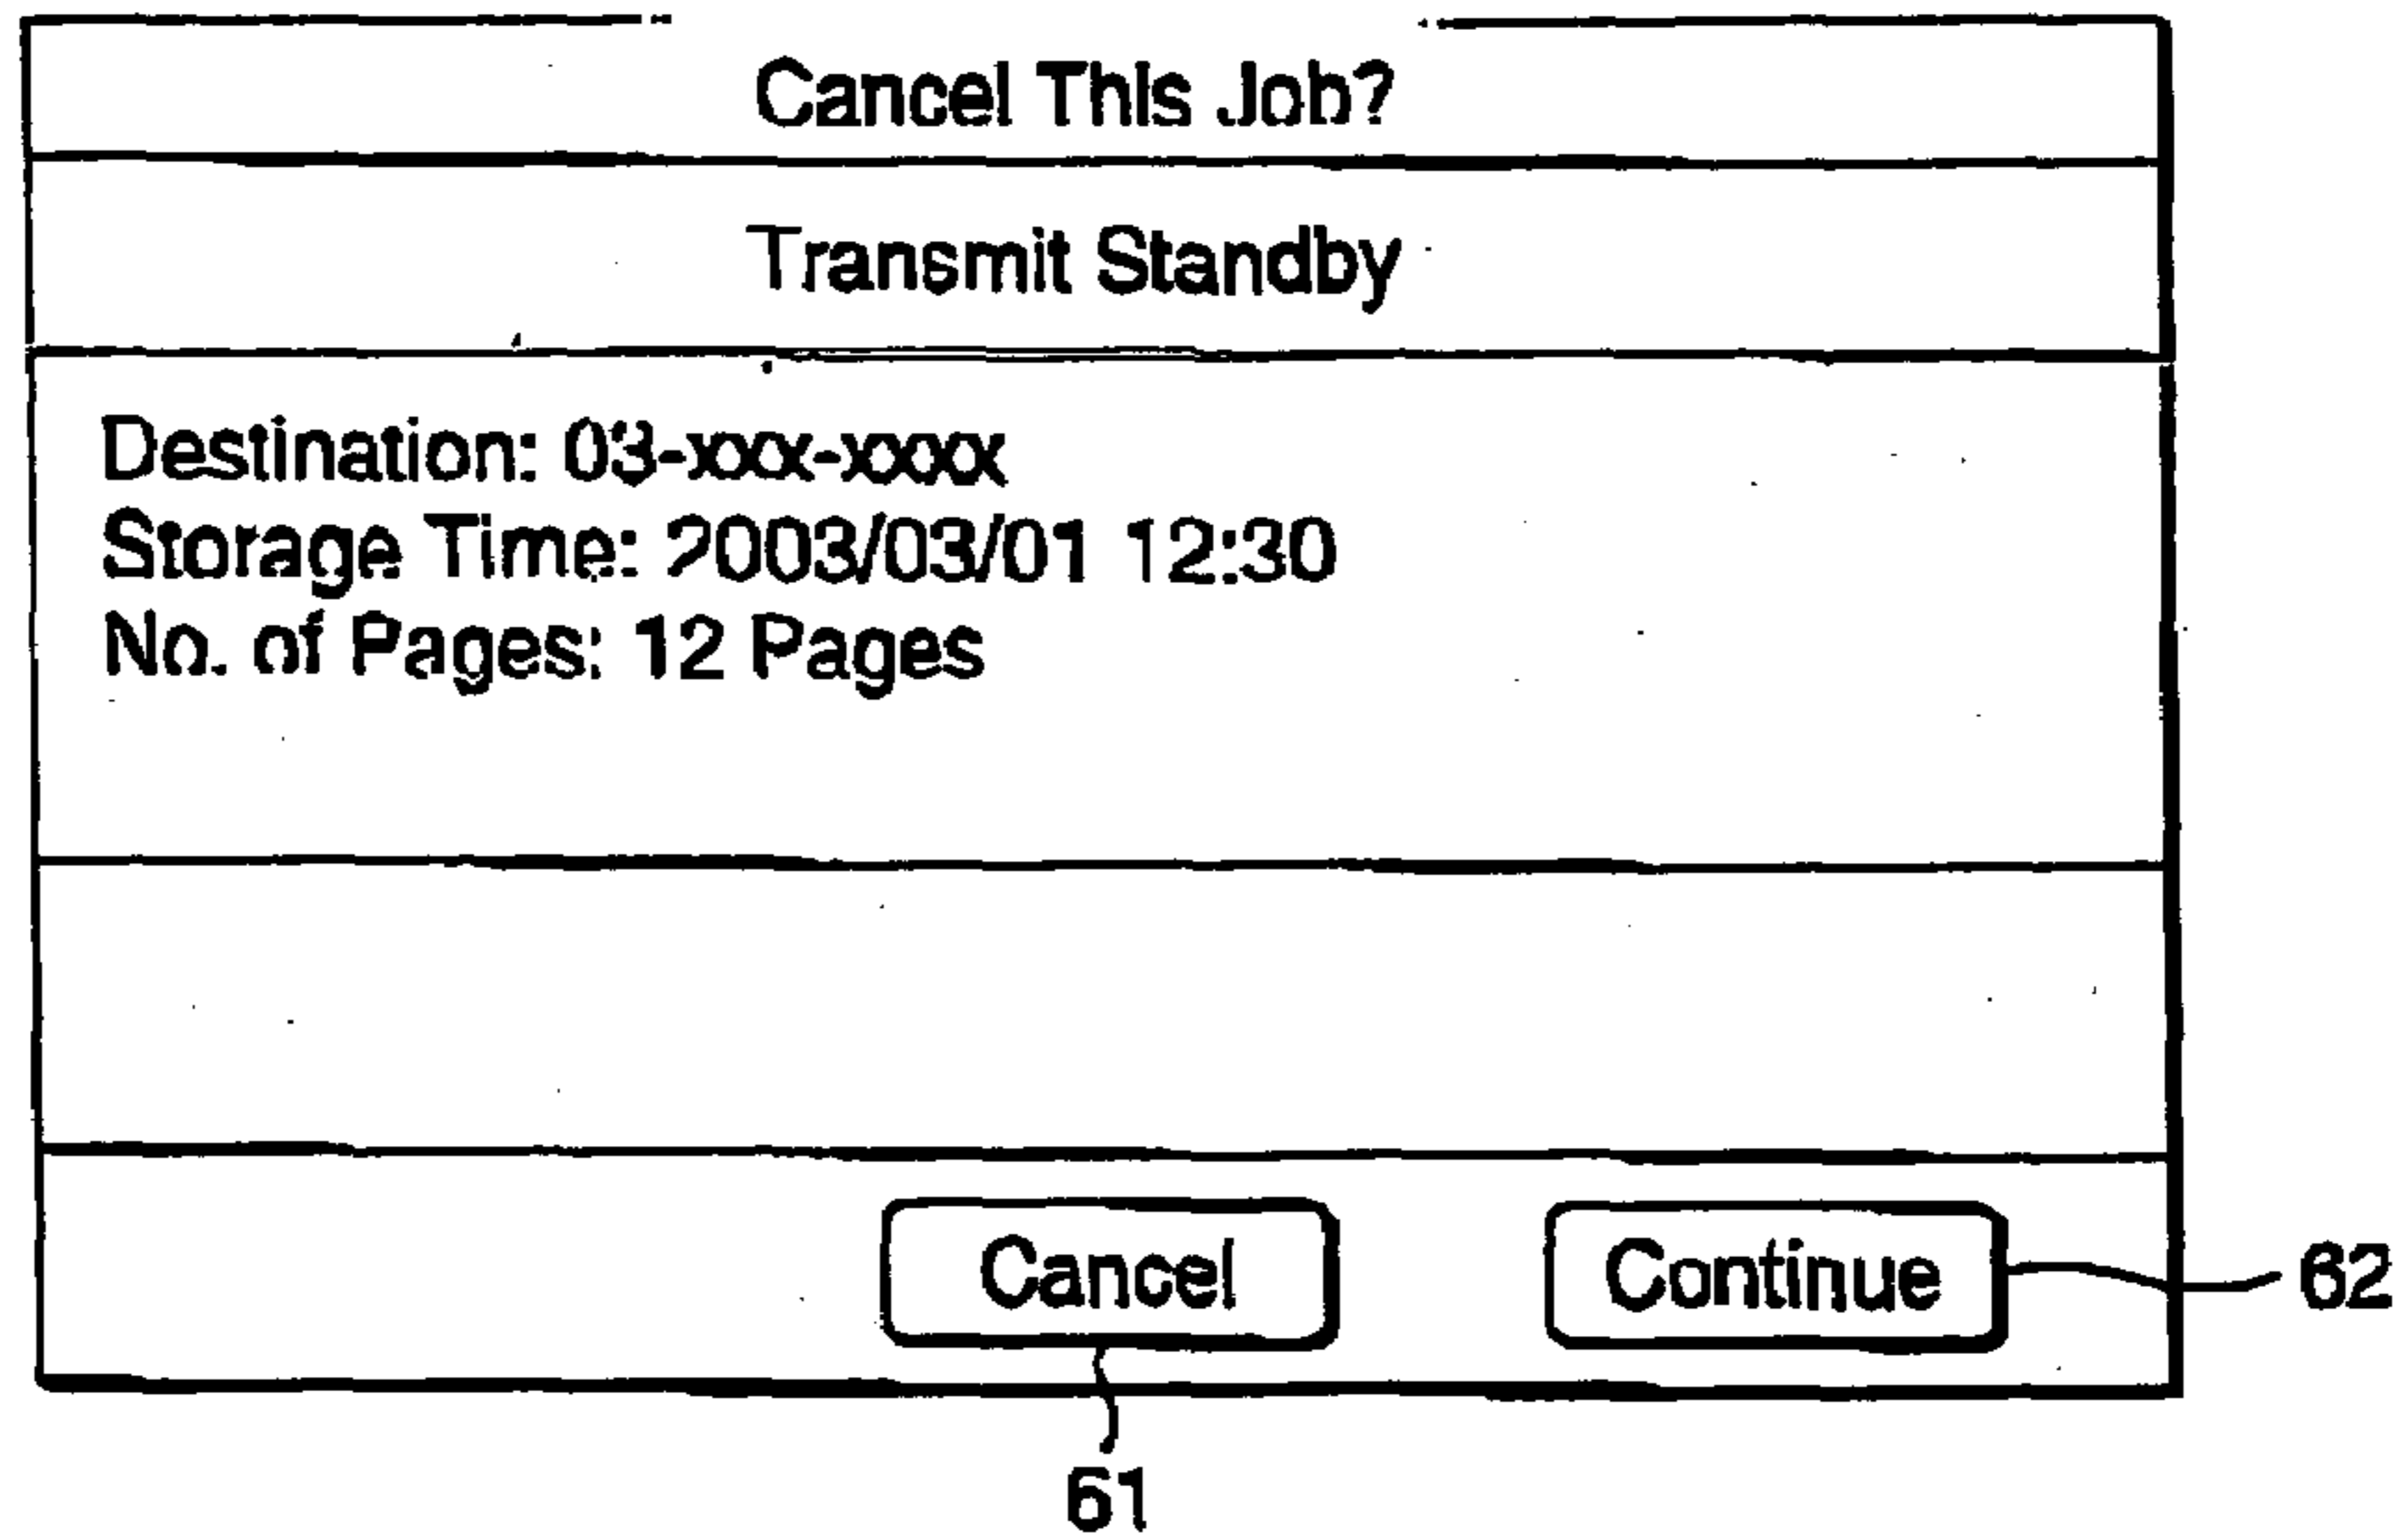 Cancel This Job?
Transmit Standby
Destination: 03-xxx-xxxx
Storage Time: 2003/03/01 12:30
No. of Pages: 12 Pages
Cancel
Continue
62
61